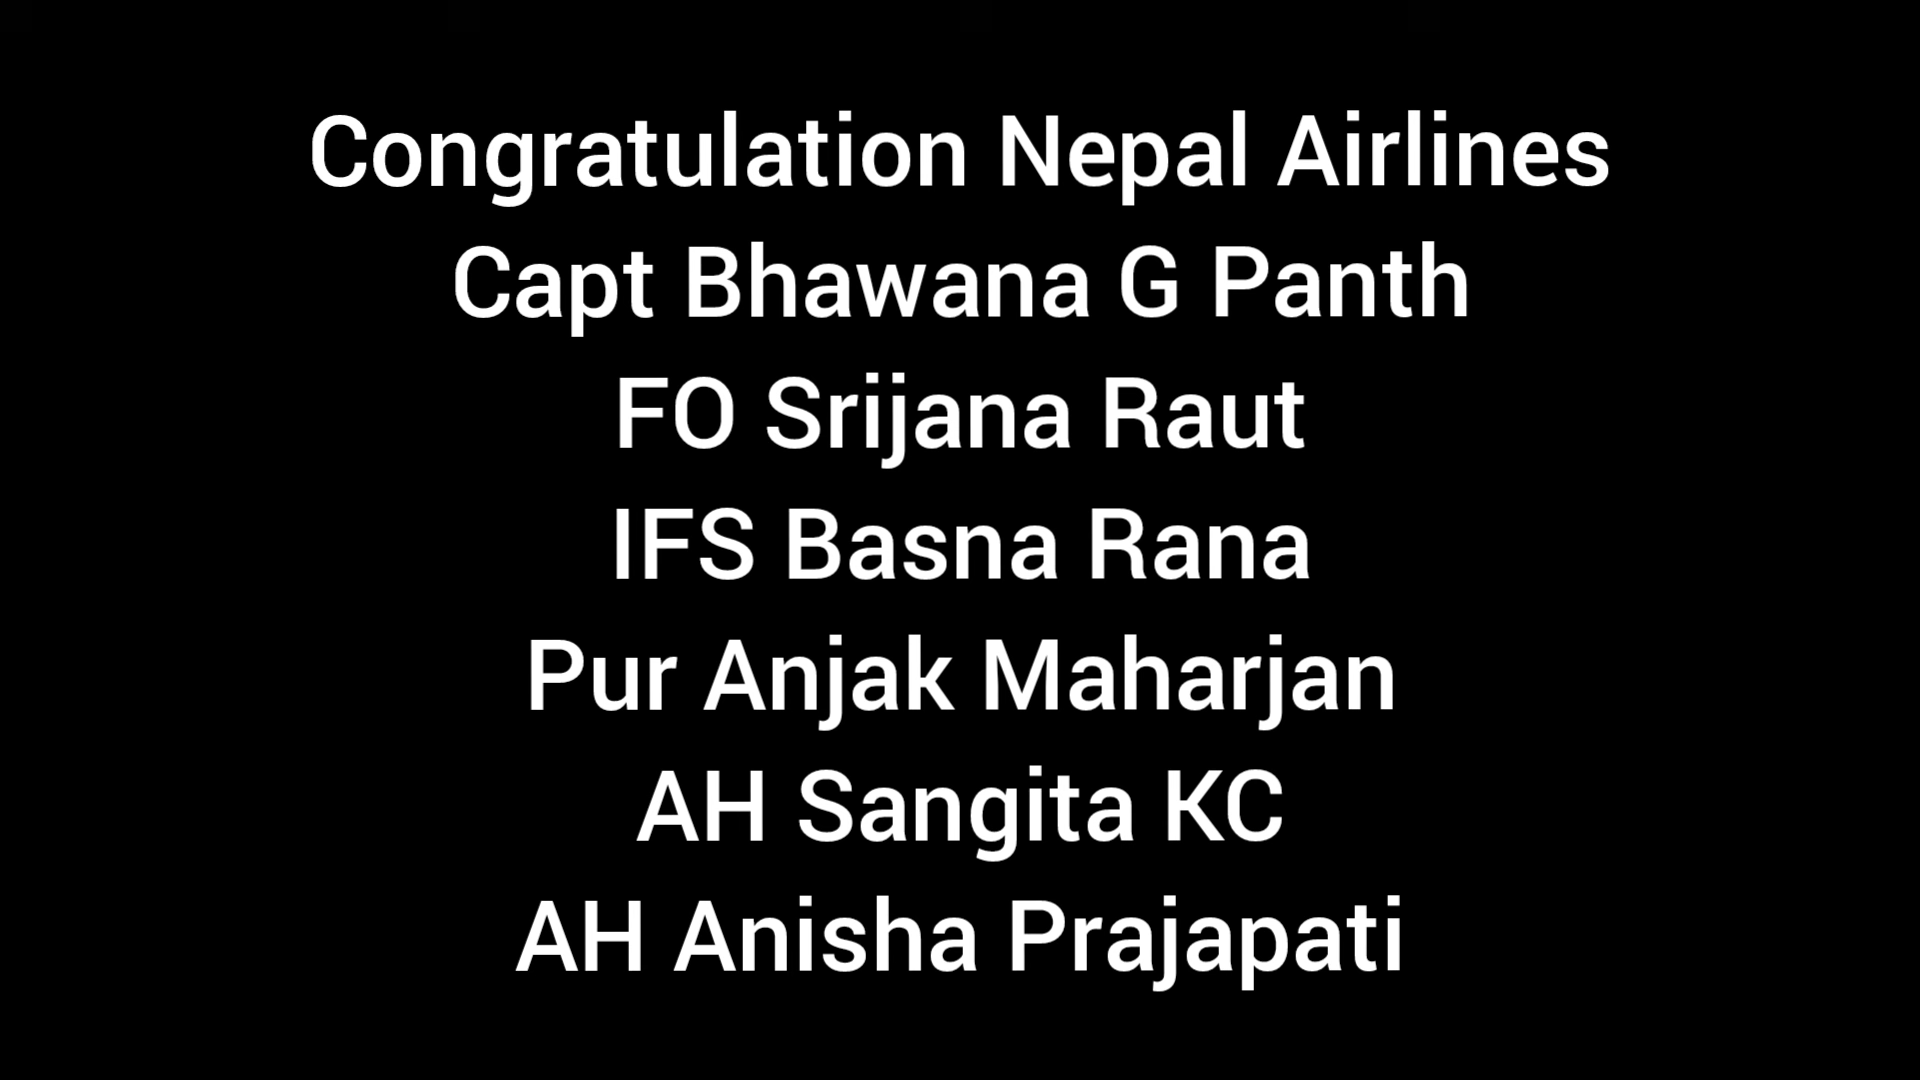 Congratulation Nepal Airlines
Capt Bhawana G Panth
FO Srijana Raut
IFS Basna Rana
Pur Anjak Maharjan
AH Sangita KC
AH Anisha Prajapati